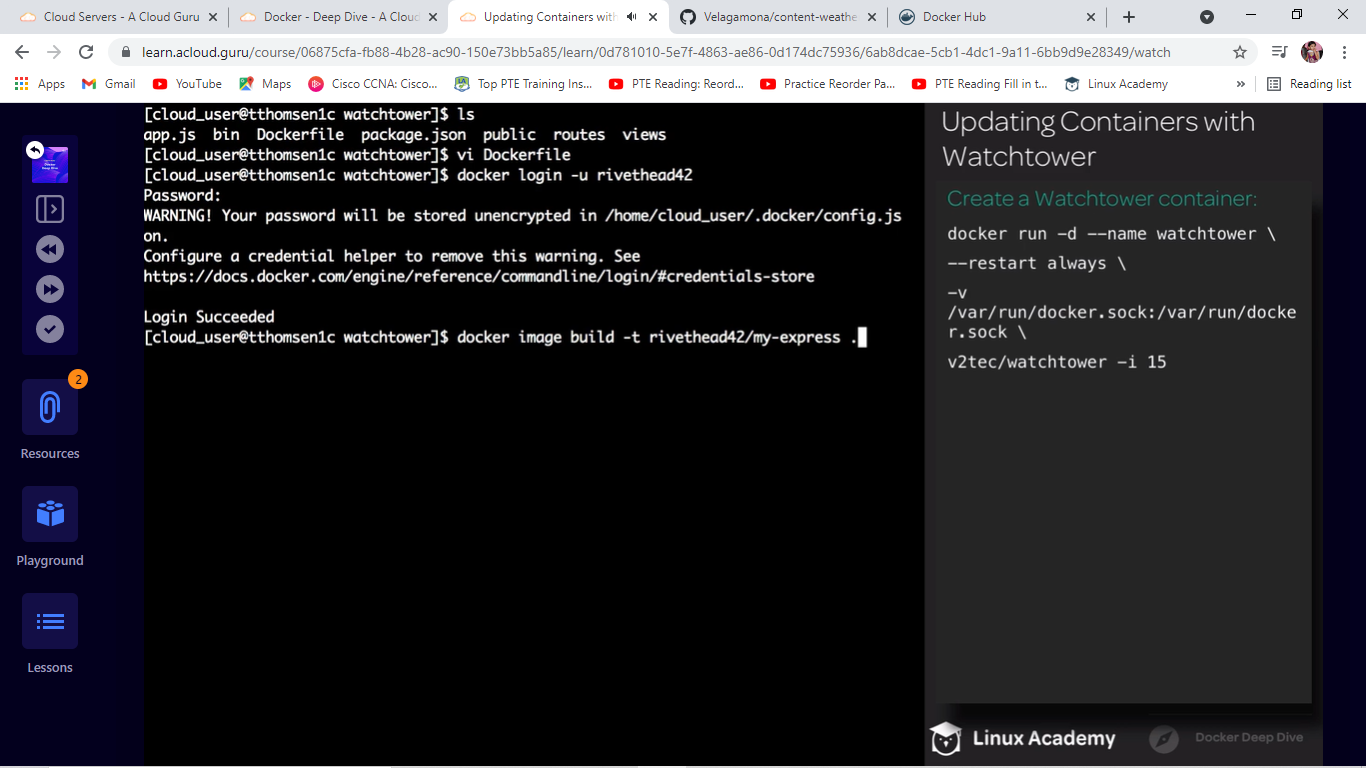 Cloud Servers - A Cloud Guru
Docker - Deep Dive - A Cloud
Updating Containers with
Velagamona/content-weathe
Docker Hub
learn.acloud.guru/course/06875cfa-fb88-4b28-ac90-150e73bb5a85/learn/0d781010-5e7f-4863-ae86-0d174dc75936/6ab8dcae-5cb1-4dc1-9a11-6bb9d9e28349/watch
Apps
Gmail
YouTube
Maps
Cisco CCNA: Cisco...
Top PTE Training Ins...
PTE Reading: Reord...
Practice Reorder Pa...
PTE Reading Fill in t...
Linux Academy
»
Reading list
2
Resources
Playground
Lessons
[cloud_user@tthomsen1c watchtower]$ ls
app.js bin Dockerfile package.json public routes views
[cloud_user@tthomsen1c watchtower]$ vi Dockerfile
[cloud_user@tthomsen1c watchtower]$ docker login -u rivethead42
Password:
WARNING! Your password will be stored unencrypted in /home/cloud_user/.docker/config.js
on.
Configure a credential helper to remove this warning. See
https://docs.docker.com/engine/reference/commandline/login/#credentials-store
Login Succeeded
[cloud_user@tthomsen1c watchtower]$ docker image build -t rivethead42/my-express .
Updating Containers with
Watchtower
Create a Watchtower container:
docker run -d --name watchtower \
--restart always \
-v
/var/run/docker.sock:/var/run/docke
r.sock \
v2tec/watchtower -i 15
Linux Academy
Docker Deep Dive